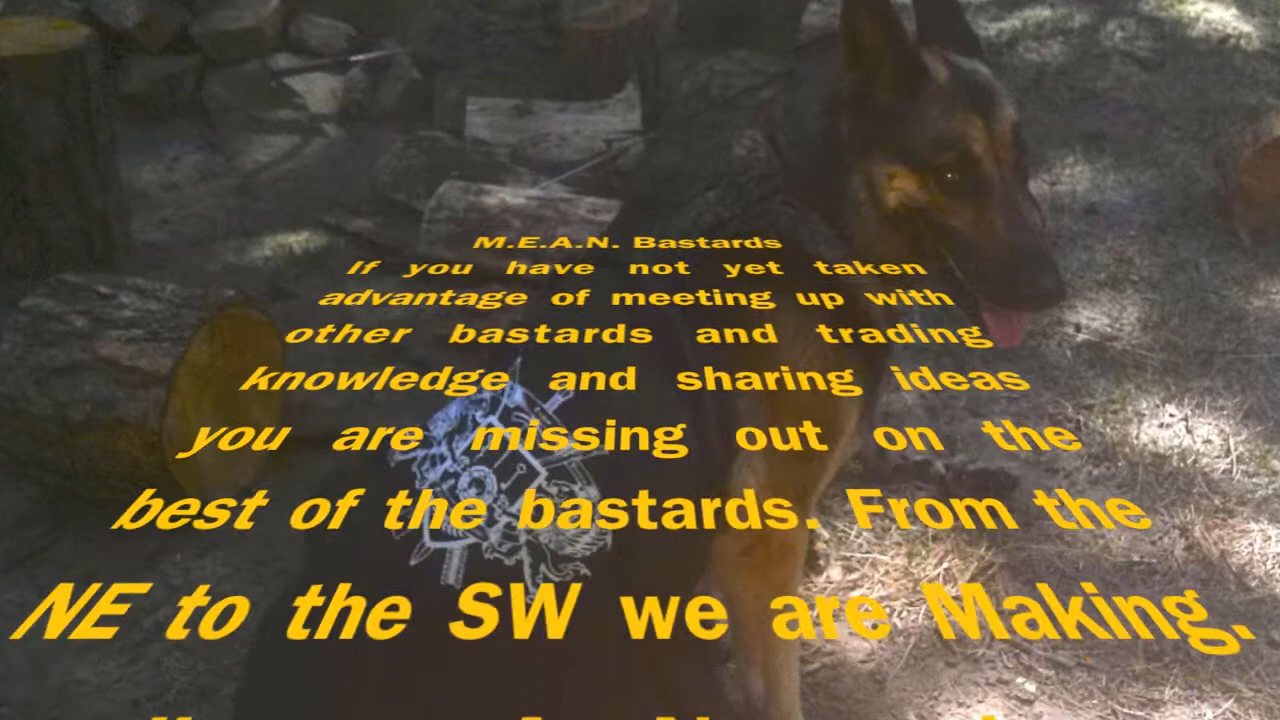 M.E.A.N. Bastards
If you have not yet taken
advantage of meeting up with
other bastards and trading
knowledge and sharing ideas
you are missing out on the
best of the bastards. From the
NE to the SW we are Making.